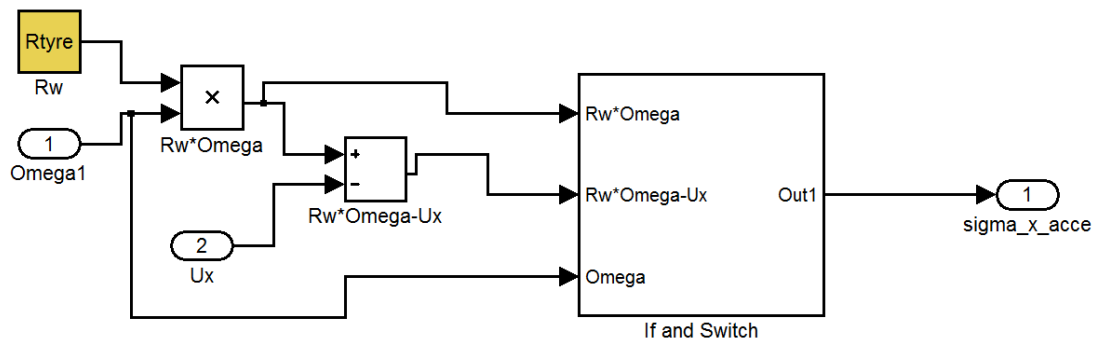 Rtyre
Rw
1
Omega1
×
Rw*Omega
+
−
Rw*Omega-Ux
2
Ux
Rw*Omega
Rw*Omega-Ux
Omega
Out1
If and Switch
1
sigma_x_acce